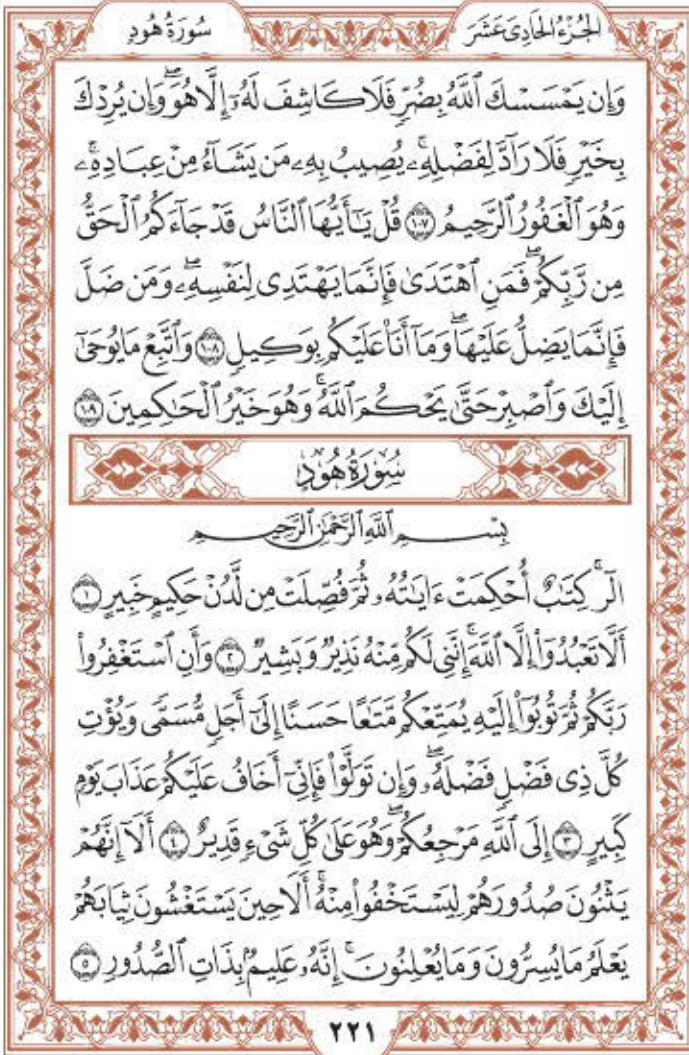 الجُزْءُ الحَادِىَ عَشَرَ
سُورَةُ هُودٍ
وَإِن يَمْسَسْكَ ٱللَّهُ بِضُرٍّ فَلَا كَاشِفَ لَهُۥٓ إِلَّا هُوَۖ وَإِن يُرِدْكَ
بِخَيْرٍ فَلَا رَآدَّ لِفَضْلِهِۦۚ يُصِيبُ بِهِۦ مَن يَشَآءُ مِنْ عِبَادِهِۦۚ
وَهُوَ ٱلْغَفُورُ ٱلرَّحِيمُ ۝١٠٧ قُلْ يَٰٓأَيُّهَا ٱلنَّاسُ قَدْ جَآءَكُمُ ٱلْحَقُّ
مِن رَّبِّكُمْۖ فَمَنِ ٱهْتَدَىٰ فَإِنَّمَا يَهْتَدِى لِنَفْسِهِۦۖ وَمَن ضَلَّ
فَإِنَّمَا يَضِلُّ عَلَيْهَاۖ وَمَآ أَنَا۠ عَلَيْكُم بِوَكِيلٍ ۝١٠٨ وَٱتَّبِعْ مَا يُوحَىٰٓ
إِلَيْكَ وَٱصْبِرْ حَتَّىٰ يَحْكُمَ ٱللَّهُۚ وَهُوَ خَيْرُ ٱلْحَٰكِمِينَ ۝١٠٩
سُورَةُ هُودٍ
بِسْمِ ٱللَّهِ ٱلرَّحْمَٰنِ ٱلرَّحِيمِ
الٓرۚ كِتَٰبٌ أُحْكِمَتْ ءَايَٰتُهُۥ ثُمَّ فُصِّلَتْ مِن لَّدُنْ حَكِيمٍ خَبِيرٍ ۝١
أَلَّا تَعْبُدُوٓا۟ إِلَّا ٱللَّهَۚ إِنَّنِى لَكُم مِّنْهُ نَذِيرٌ وَبَشِيرٌ ۝٢ وَأَنِ ٱسْتَغْفِرُوا۟
رَبَّكُمْ ثُمَّ تُوبُوٓا۟ إِلَيْهِ يُمَتِّعْكُم مَّتَٰعًا حَسَنًا إِلَىٰٓ أَجَلٍ مُّسَمًّى وَيُؤْتِ
كُلَّ ذِى فَضْلٍ فَضْلَهُۥۖ وَإِن تَوَلَّوْا۟ فَإِنِّىٓ أَخَافُ عَلَيْكُمْ عَذَابَ يَوْمٍ
كَبِيرٍ ۝٣ إِلَى ٱللَّهِ مَرْجِعُكُمْۖ وَهُوَ عَلَىٰ كُلِّ شَىْءٍ قَدِيرٌ ۝٤ أَلَآ إِنَّهُمْ
يَثْنُونَ صُدُورَهُمْ لِيَسْتَخْفُوا۟ مِنْهُۚ أَلَا حِينَ يَسْتَغْشُونَ ثِيَابَهُمْ
يَعْلَمُ مَا يُسِرُّونَ وَمَا يُعْلِنُونَۚ إِنَّهُۥ عَلِيمٌۢ بِذَاتِ ٱلصُّدُورِ ۝٥
٢٢١